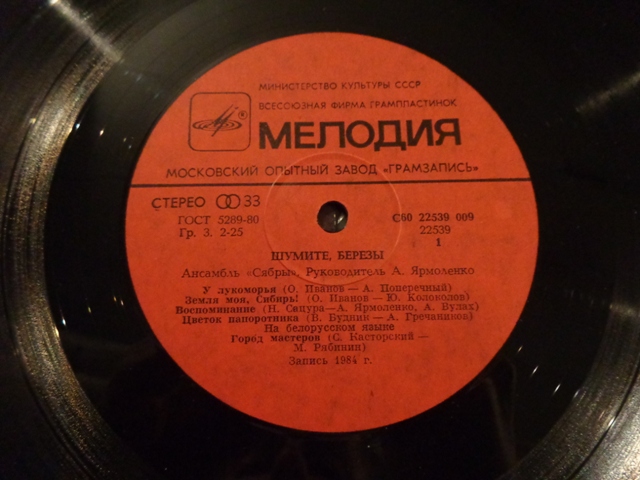 МИНИСТЕРСТВО КУЛЬТУРЫ СССР
ВСЕСОЮЗНАЯ ФИРМА ГРАМПЛАСТИНОК
МЕЛОДИЯ
МОСКОВСКИЙ ОПЫТНЫЙ ЗАВОД «ГРАМЗАПИСЬ»
СТЕРЕО 33
ГОСТ 5289-80
Гр. 3. 2-25
С60 22539 009
22539
1
ШУМИТЕ, БЕРЕЗЫ
Ансамбль «Сябры». Руководитель А. Ярмоленко
У лукоморья (О. Иванов — А. Поперечный)
Земля моя, Сибирь! (О. Иванов — Ю. Колоколов)
Воспоминание (Н. Сацура—А. Ярмоленко, А. Вулах)
Цветок папоротника (В. Будник — А. Гречаников)
На белорусском языке
Город мастеров (С. Касторский —
М. Рябинин)
Запись 1984 г.